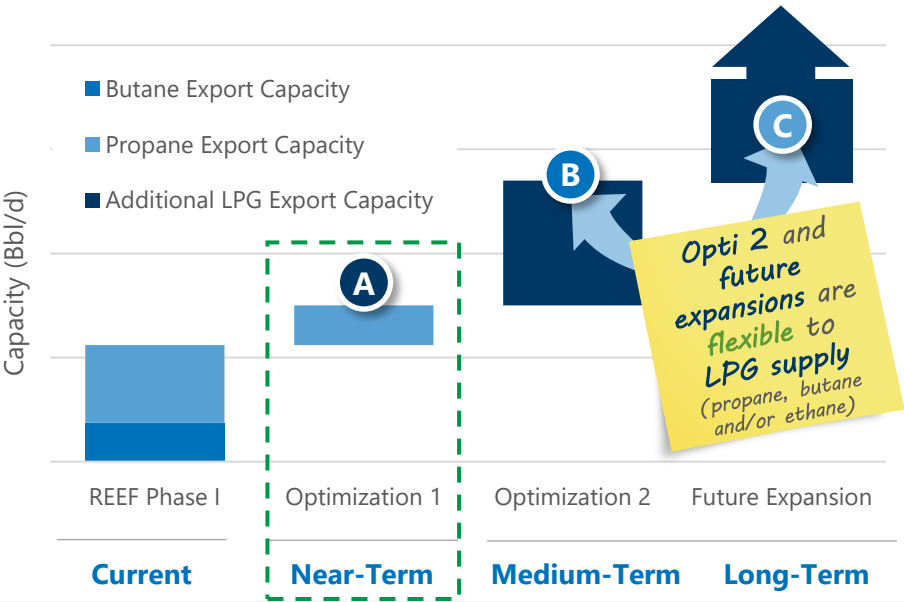 Capacity (Bbl/d)
Butane Export Capacity
Propane Export Capacity
Additional LPG Export Capacity
A
B
C
Opti 2 and
future
expansions are
flexible to
LPG supply
(propane, butane
and/or ethane)
REEF Phase I
Optimization 1
Optimization 2
Future Expansion
Current
Near-Term
Medium-Term
Long-Term